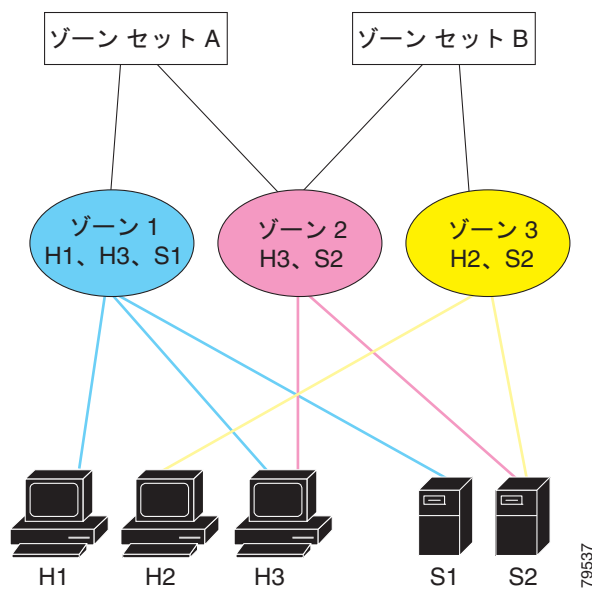 ゾーン セット A
ゾーン セット B
ゾーン 1
H1、H3、S1
ゾーン 2
H3、S2
ゾーン 3
H2、S2
H1
H2
H3
S1
S2
79537